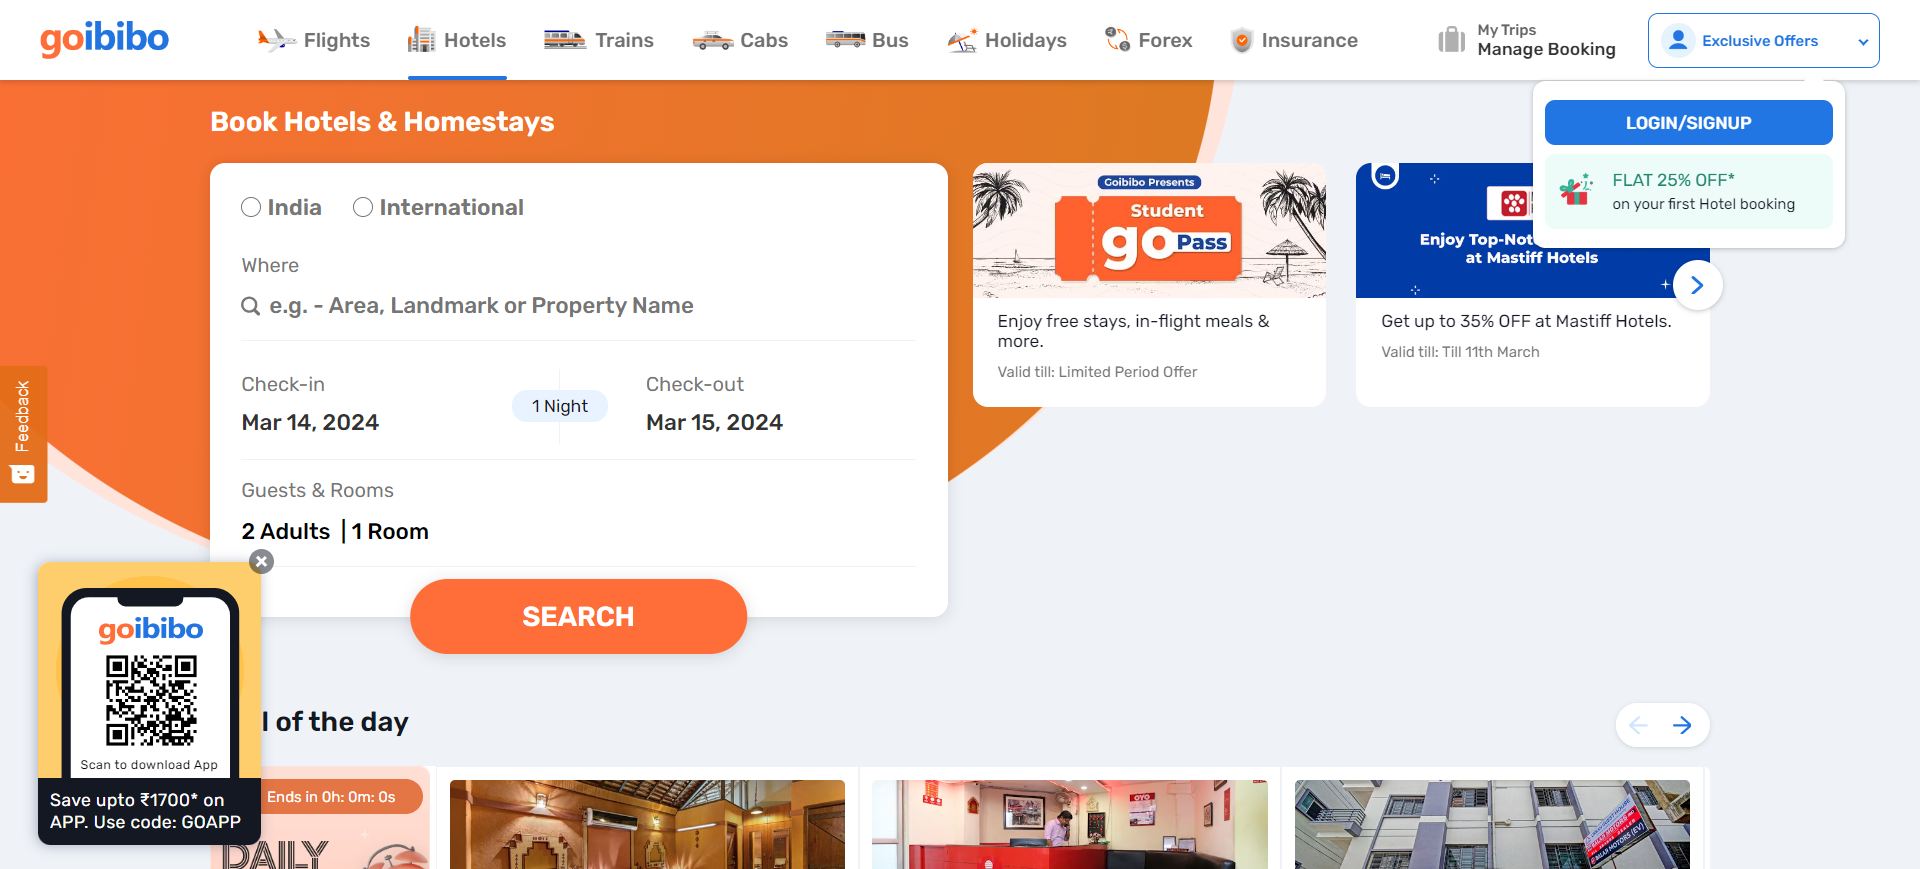 goibibo
Flights
Hotels
Trains
Cabs
Bus
Holidays
Forex
Insurance
My Trips
Manage Booking
Exclusive Offers
LOGIN/SIGNUP
FLAT 25% OFF*
on your first Hotel booking
Book Hotels & Homestays
India
International
Where
e.g. - Area, Landmark or Property Name
Check-in
Mar 14, 2024
1 Night
Check-out
Mar 15, 2024
Guests & Rooms
2 Adults | 1 Room
SEARCH
Goibibo Presents
Student
go Pass
Enjoy free stays, in-flight meals &
more.
Valid till: Limited Period Offer
Enjoy Top-Not
at Mastiff Hotels
Get up to 35% OFF at Mastiff Hotels.
Valid till: Till 11th March
Feedback
goibibo
Scan to download App
Save upto ₹1700* on
APP. Use code: GOAPP
l of the day
Ends in 0h: 0m: 0s
DAILY
OYO